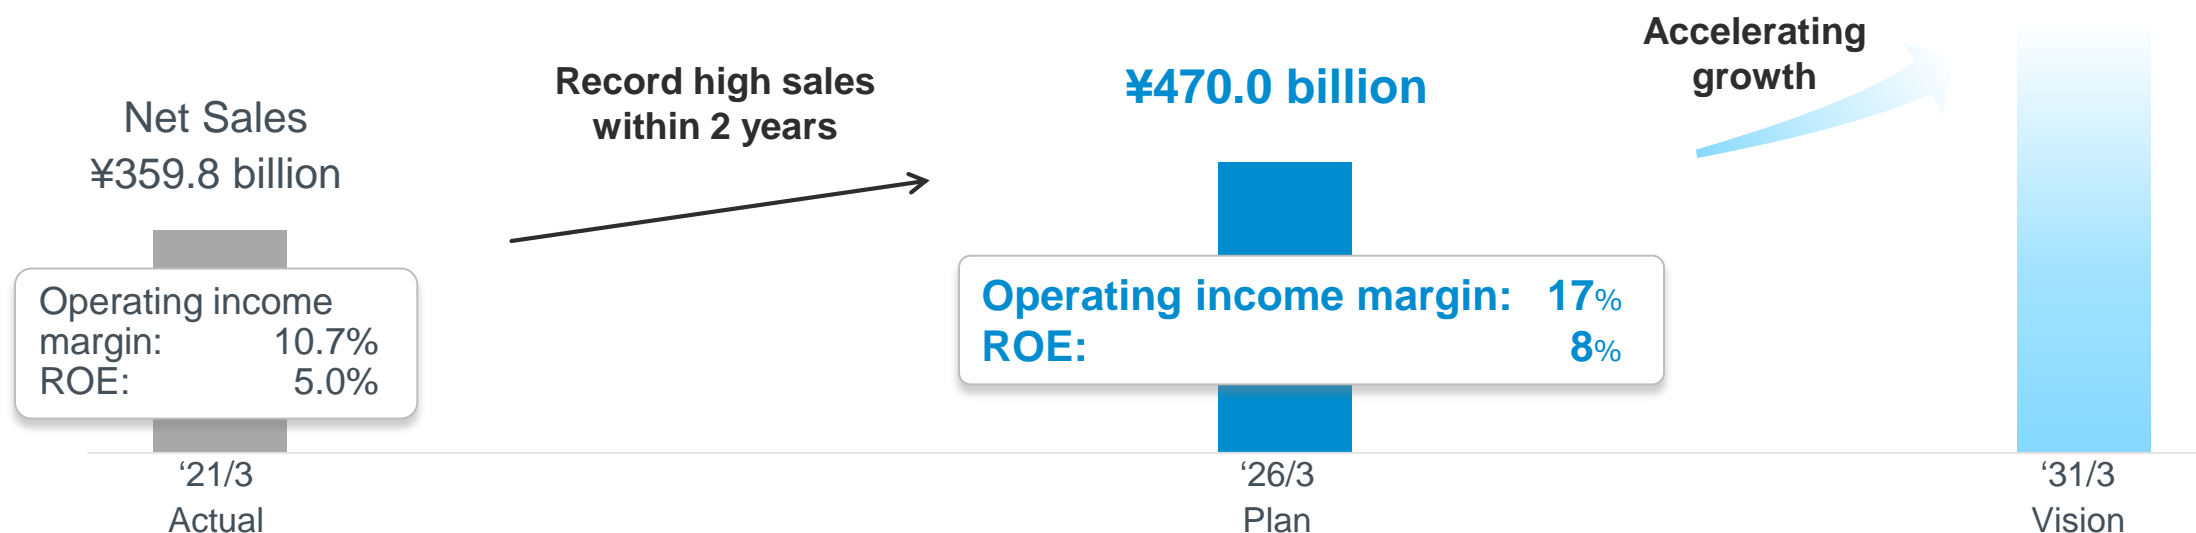 Net Sales
¥359.8 billion
Operating income
margin: 10.7%
ROE: 5.0%
‘21/3
Actual
Record high sales
within 2 years
¥470.0 billion
Operating income margin: 17%
ROE: 8%
‘26/3
Plan
Accelerating
growth
‘31/3
Vision